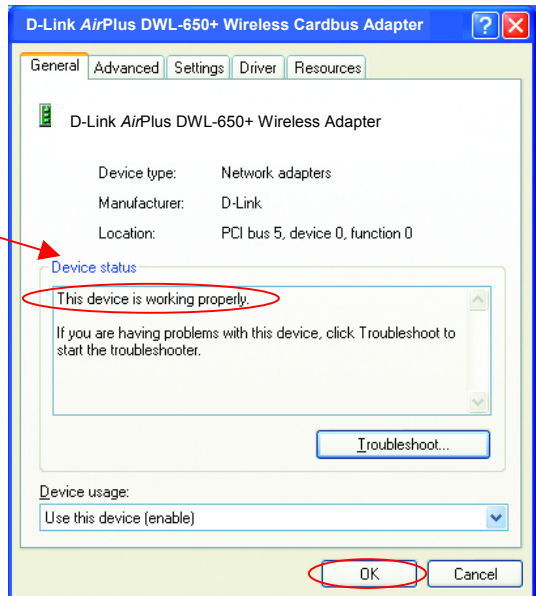 D-Link AirPlus DWL-650+ Wireless Cardbus Adapter
General Advanced Settings Driver Resources
D-Link AirPlus DWL-650+ Wireless Adapter
Device type: Network adapters
Manufacturer: D-Link
Location: PCI bus 5, device 0, function 0
Device status
This device is working properly.
If you are having problems with this device, click Troubleshoot to
start the troubleshooter.
Troubleshoot...
Device usage:
Use this device (enable)
OK Cancel